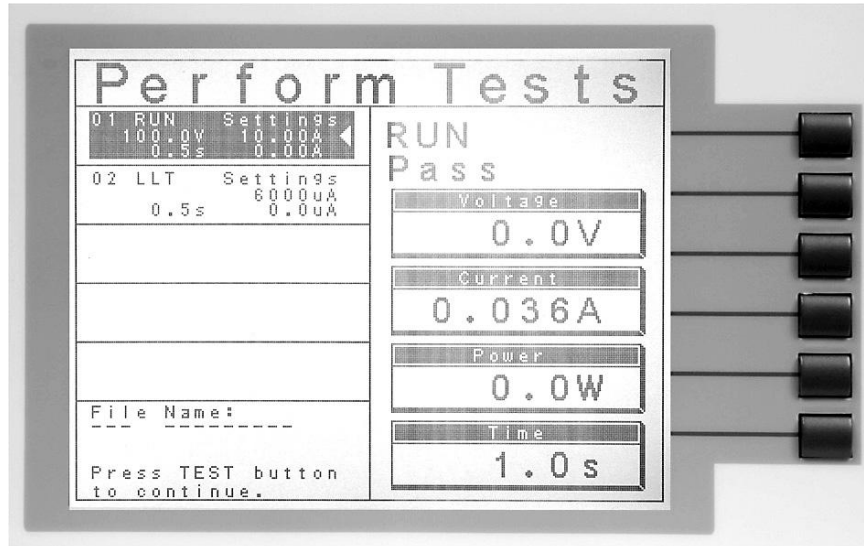 Perform Tests
01 RUN Settings
100.0V 10.00A
0.5s 0.00A
02 LLT Settings
6000uA
0.5s 0.0uA
File Name:
Press TEST button
to continue.
RUN
Pass
Voltage
0.0V
Current
0.036A
Power
0.0W
Time
1.0s